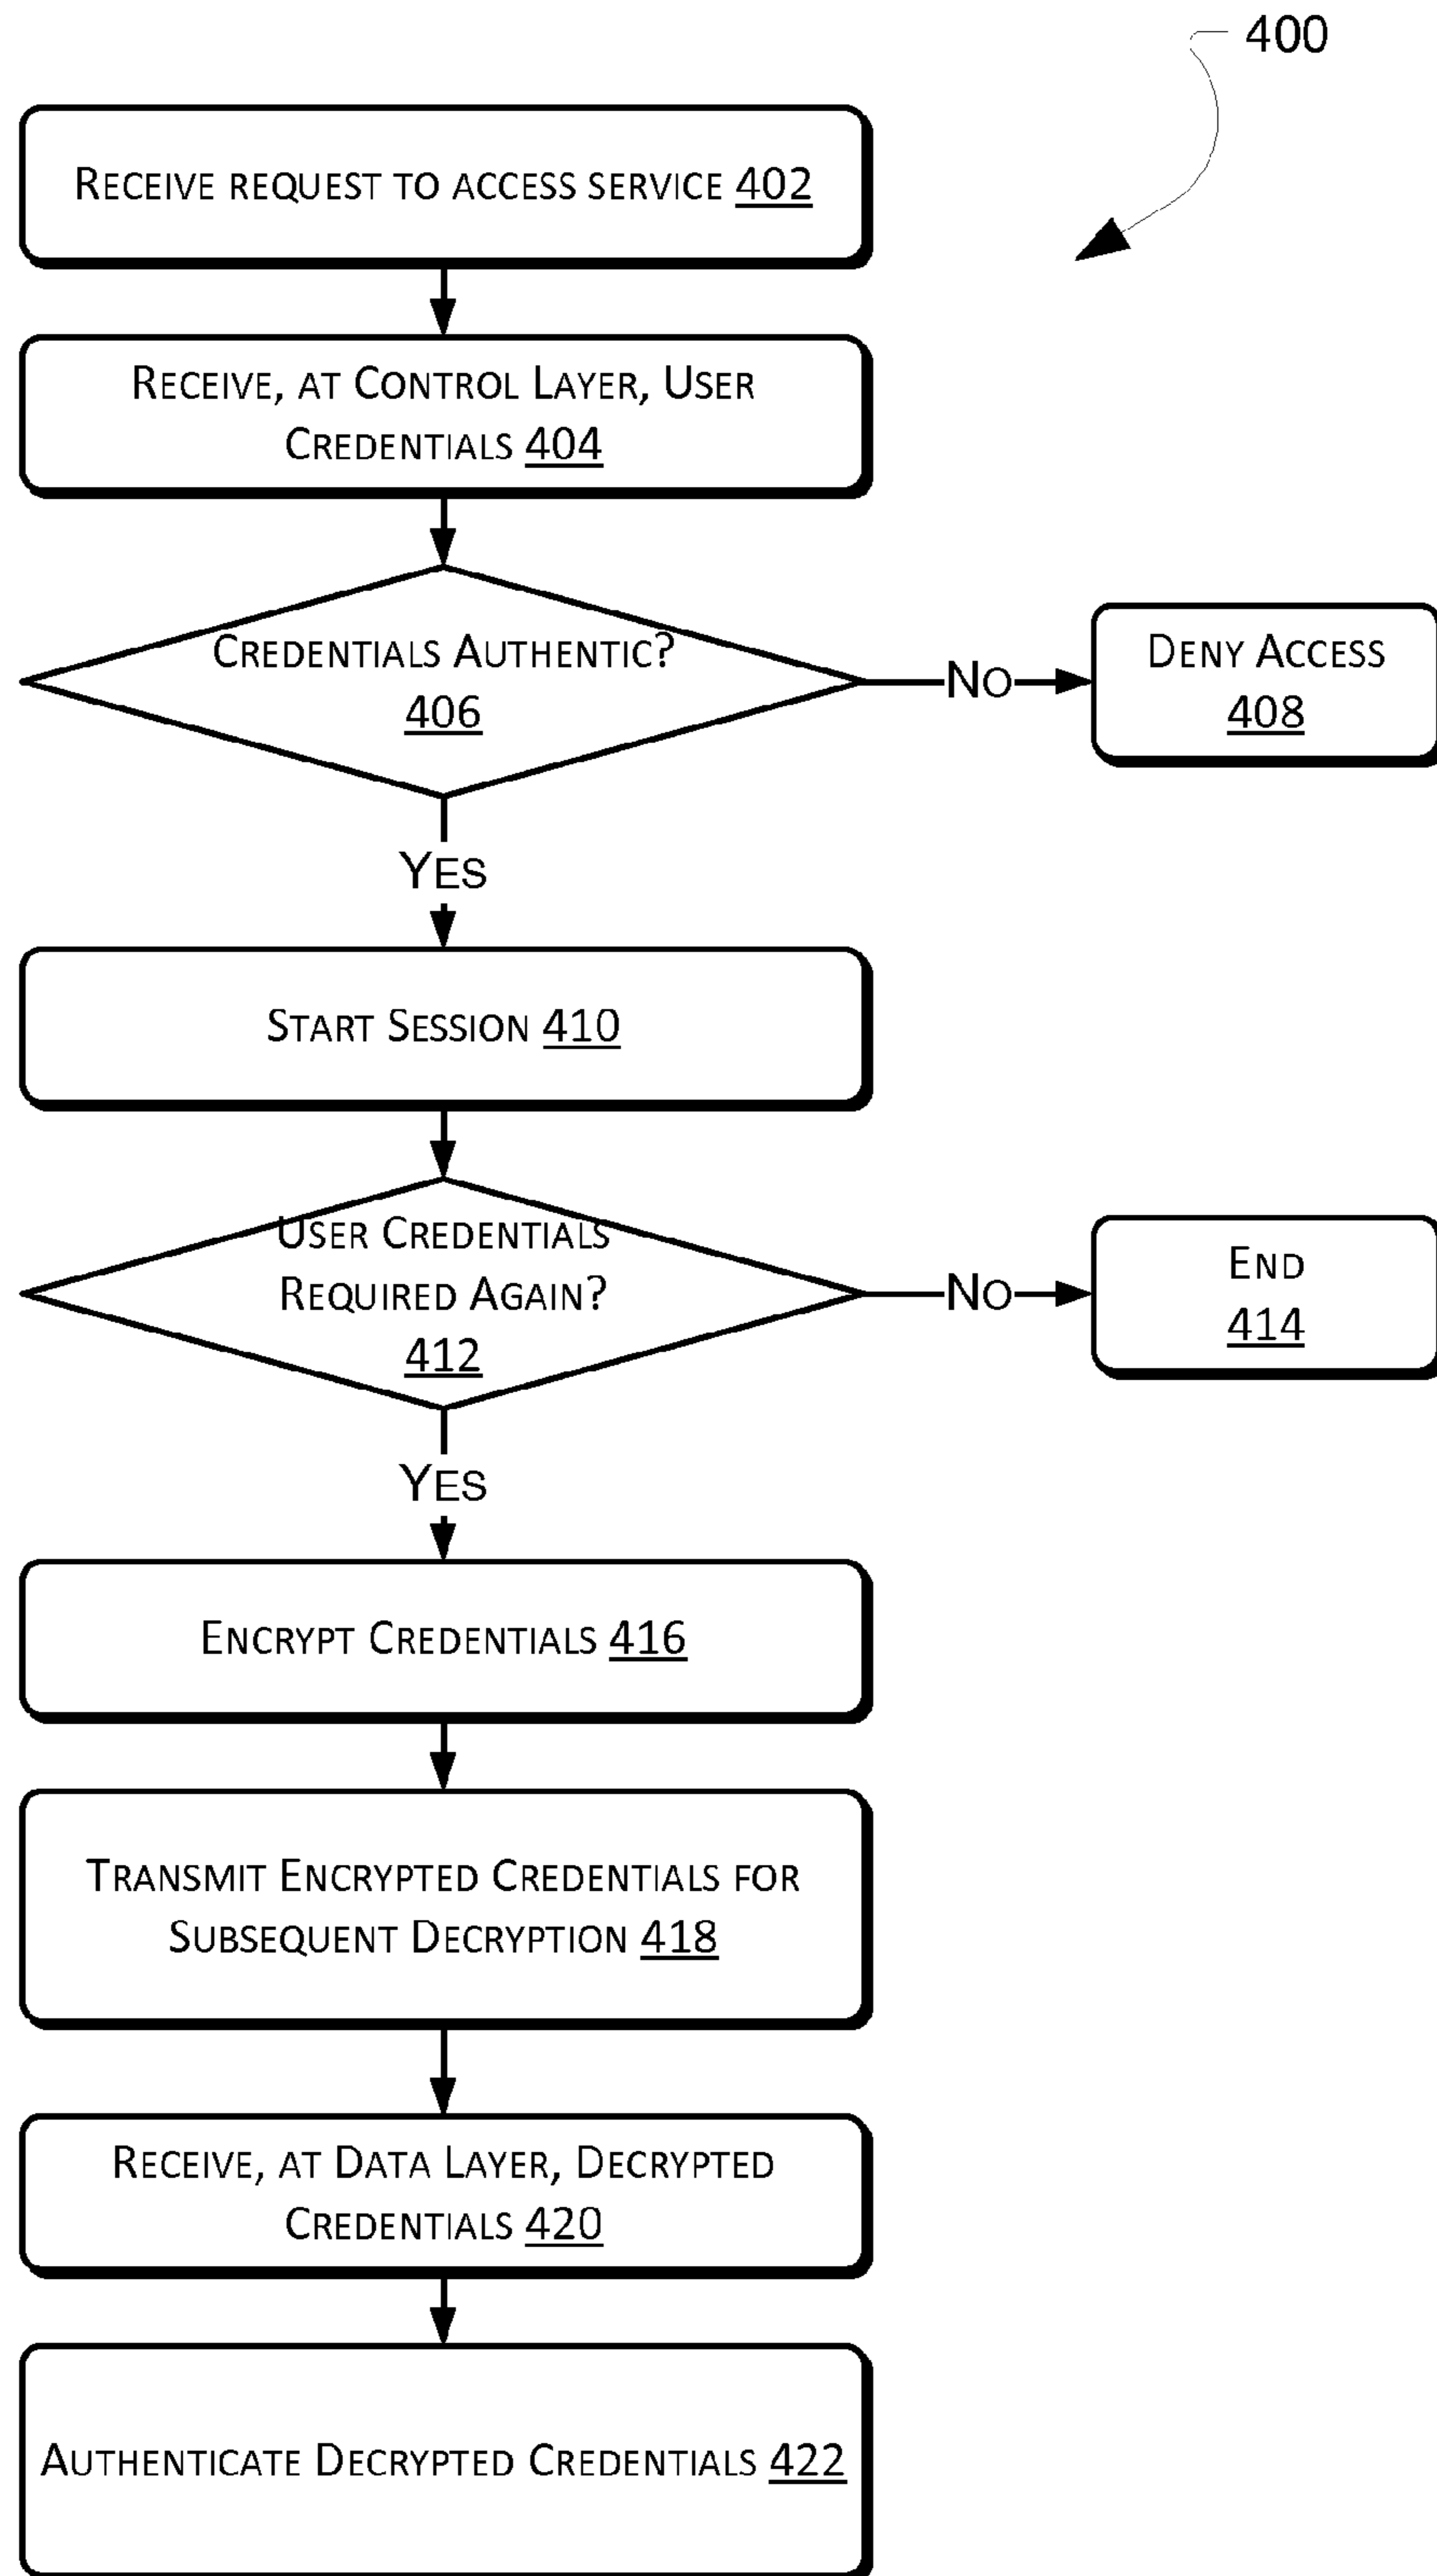 400
RECEIVE REQUEST TO ACCESS SERVICE 402
RECEIVE, AT CONTROL LAYER, USER
CREDENTIALS 404
CREDENTIALS AUTHENTIC?
406
NO
DENY ACCESS
408
YES
START SESSION 410
USER CREDENTIALS
REQUIRED AGAIN?
412
NO
END
414
YES
ENCRYPT CREDENTIALS 416
TRANSMIT ENCRYPTED CREDENTIALS FOR
SUBSEQUENT DECRYPTION 418
RECEIVE, AT DATA LAYER, DECRYPTED
CREDENTIALS 420
AUTHENTICATE DECRYPTED CREDENTIALS 422